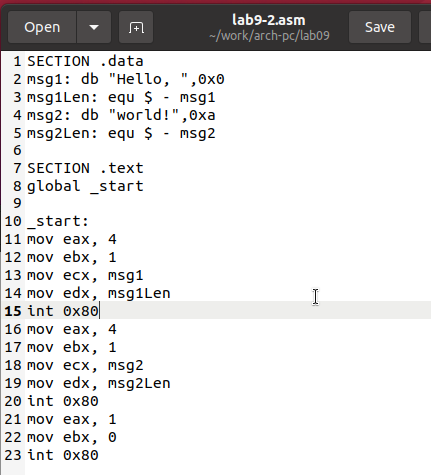 Open lab9-2.asm Save
~/work/arch-pc/lab09
1 SECTION .data
2 msg1: db "Hello, ",0x0
3 msg1Len: equ $ - msg1
4 msg2: db "world!",0xa
5 msg2Len: equ $ - msg2
6
7 SECTION .text
8 global _start
9
10 _start:
11 mov eax, 4
12 mov ebx, 1
13 mov ecx, msg1
14 mov edx, msg1Len
15 int 0x80
16 mov eax, 4
17 mov ebx, 1
18 mov ecx, msg2
19 mov edx, msg2Len
20 int 0x80
21 mov eax, 1
22 mov ebx, 0
23 int 0x80